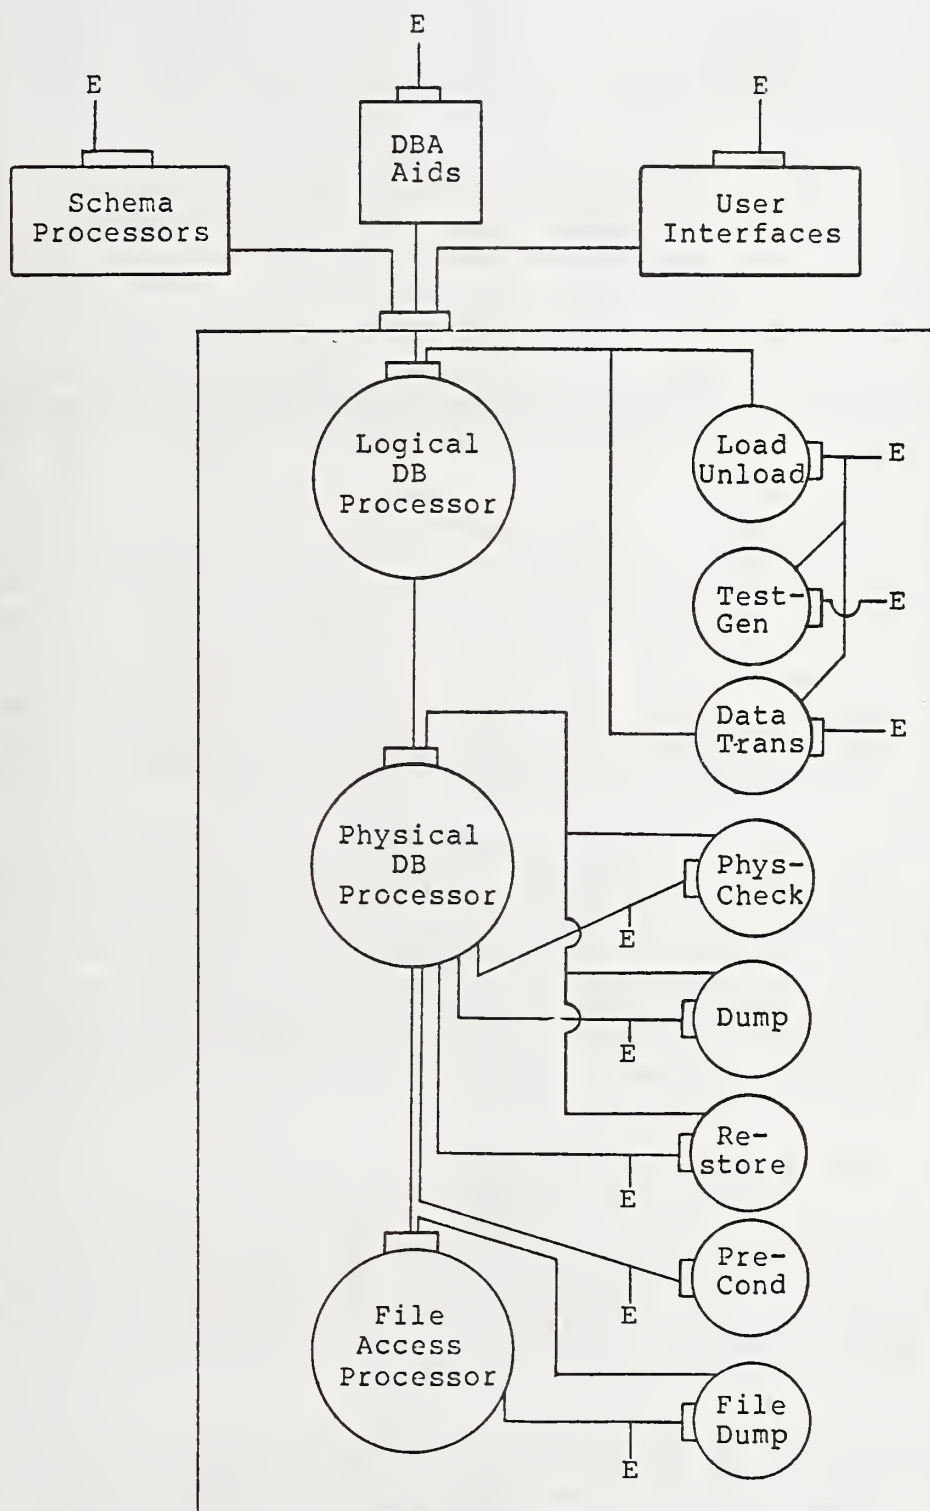 E
E
E
DBA
Aids
Schema
Processors
User
Interfaces
Logical
DB
Processor
Load
Unload
E
Test-
Gen
E
Data
Trans
E
Physical
DB
Processor
Phys-
Check
E
Dump
E
Re-
store
E
Pre-
Cond
E
File
Access
Processor
File
Dump
E